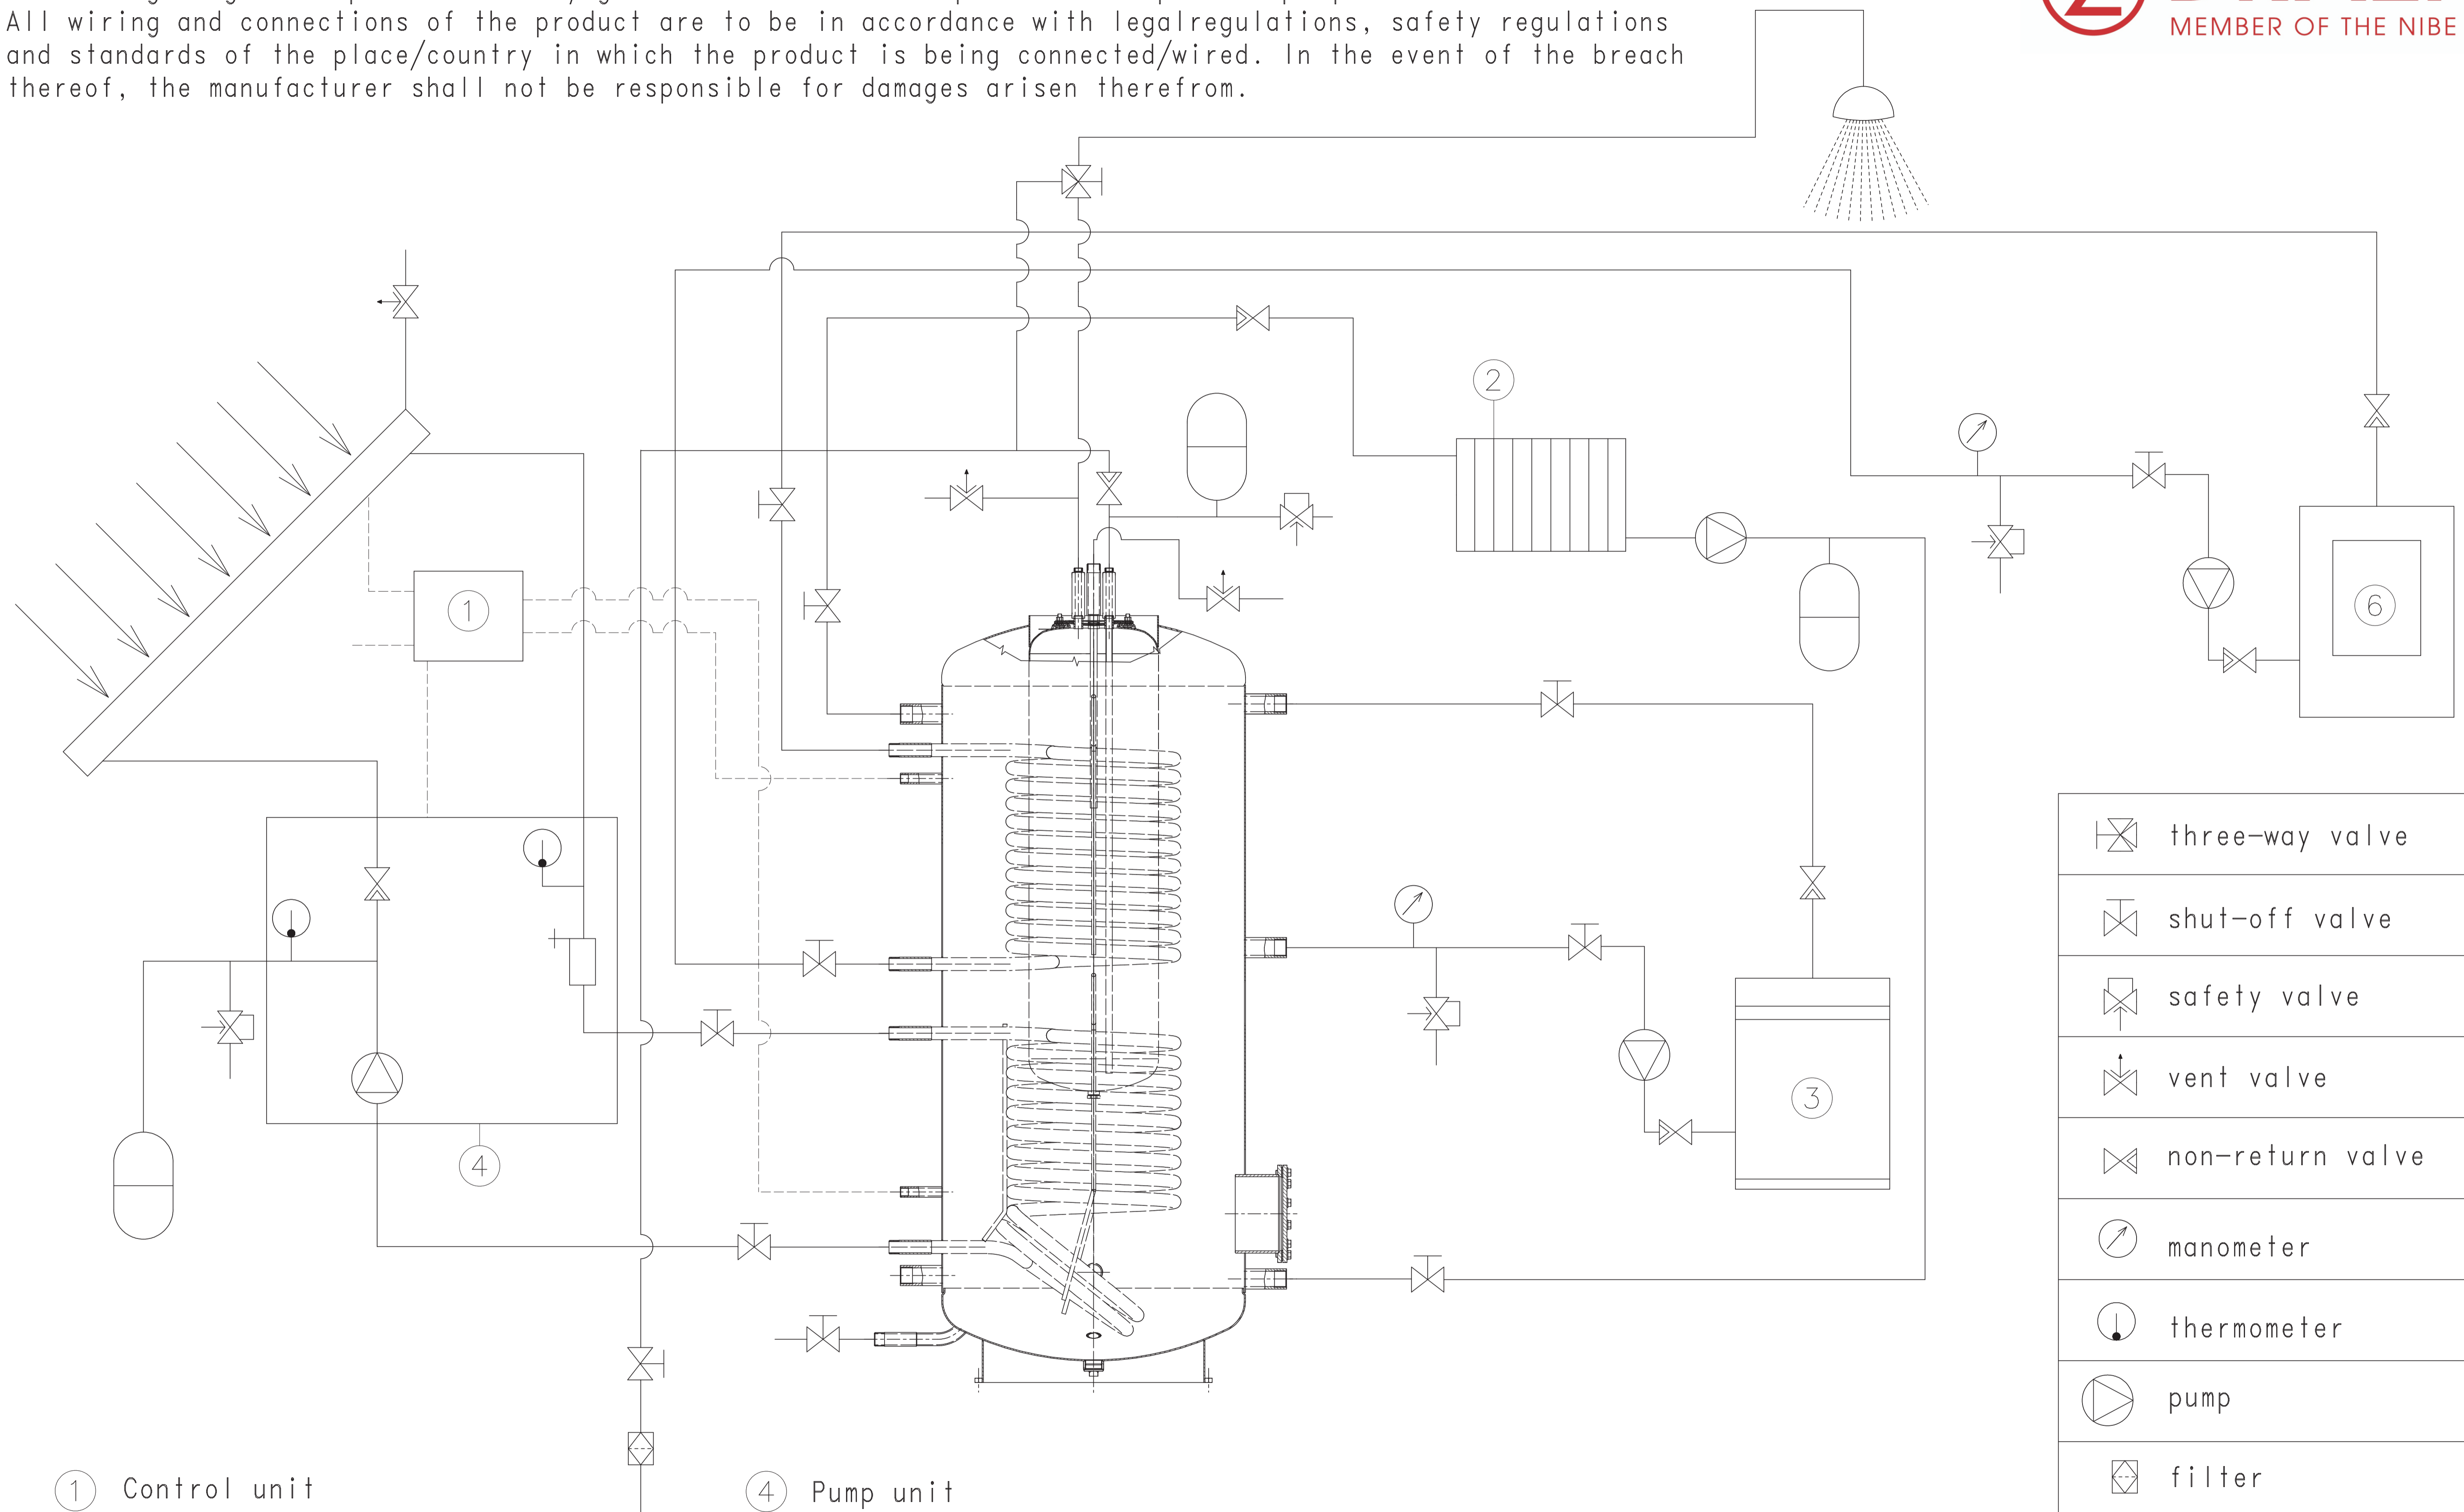 All wiring and connections of the product are to be in accordance with legalregulations, safety regulations
and standards of the place/country in which the product is being connected/wired. In the event of the breach
thereof, the manufacturer shall not be responsible for damages arisen therefrom.
MEMBER OF THE NIBE
2
1
6
3
4
three-way valve
shut-off valve
safety valve
vent valve
non-return valve
manometer
thermometer
pump
filter
1 Control unit
4 Pump unit